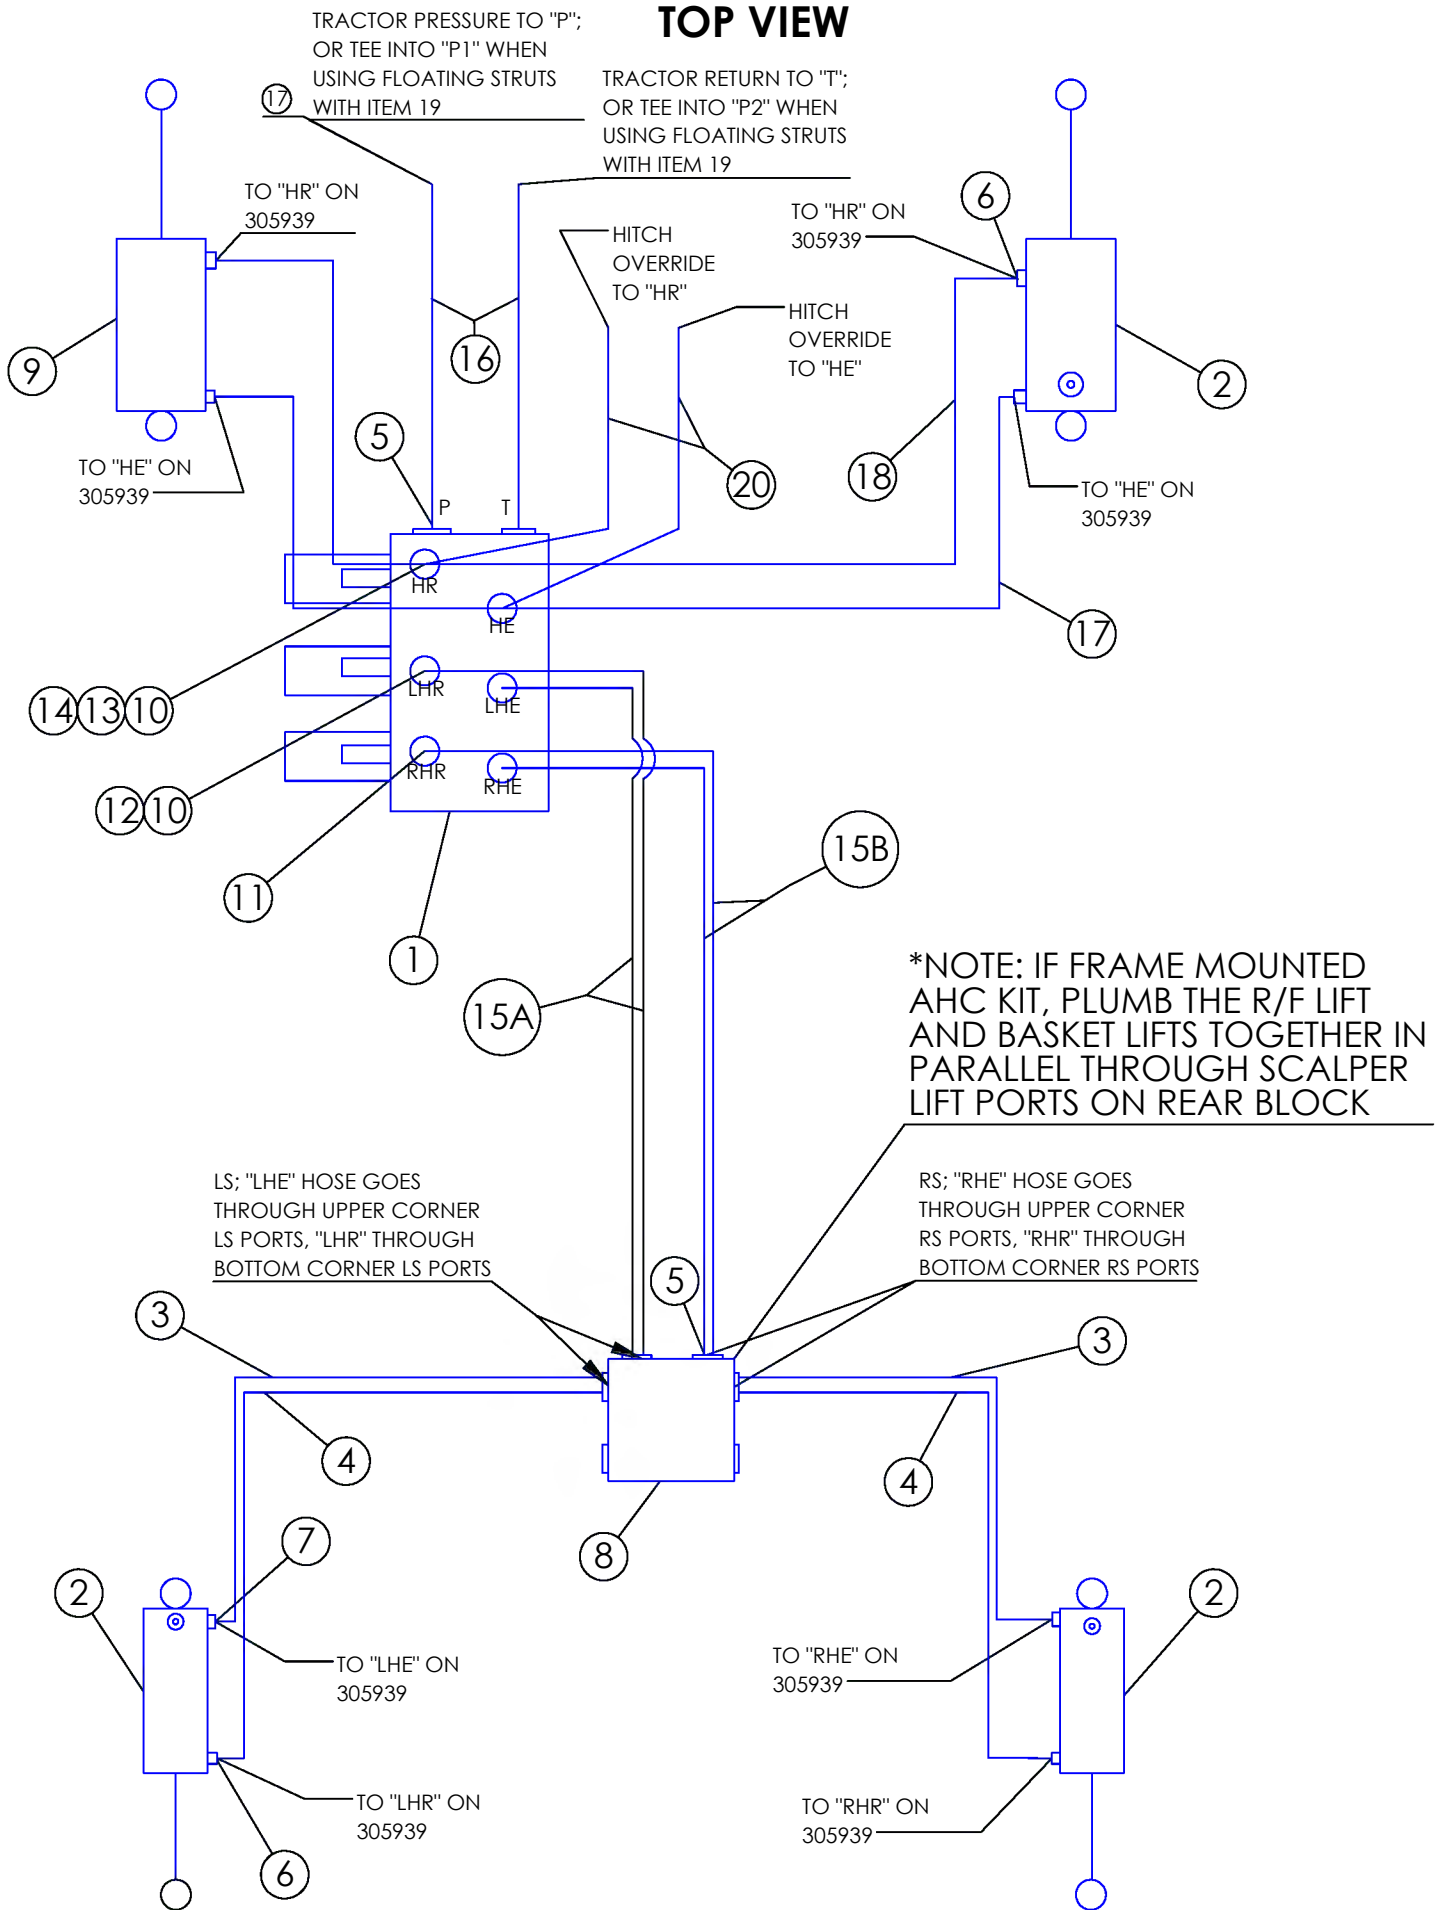 TOP VIEW
TRACTOR PRESSURE TO "P";
OR TEE INTO "P1" WHEN
USING FLOATING STRUTS
WITH ITEM 19
17
TRACTOR RETURN TO "T";
OR TEE INTO "P2" WHEN
USING FLOATING STRUTS
WITH ITEM 19
TO "HR" ON
305939
HITCH
OVERRIDE
TO "HR"
TO "HR" ON
305939
6
HITCH
OVERRIDE
TO "HE"
9
16
2
5
TO "HE" ON
305939
20
18
TO "HE" ON
305939
P
T
HR
HE
17
LHR
LHE
14
13
10
RHR
RHE
12
10
15B
11
1
15A
*NOTE: IF FRAME MOUNTED
AHC KIT, PLUMB THE R/F LIFT
AND BASKET LIFTS TOGETHER IN
PARALLEL THROUGH SCALPER
LIFT PORTS ON REAR BLOCK
LS; "LHE" HOSE GOES
THROUGH UPPER CORNER
LS PORTS, "LHR" THROUGH
BOTTOM CORNER LS PORTS
RS; "RHE" HOSE GOES
THROUGH UPPER CORNER
RS PORTS, "RHR" THROUGH
BOTTOM CORNER RS PORTS
5
3
3
4
4
8
7
2
2
TO "LHE" ON
305939
TO "RHE" ON
305939
TO "LHR" ON
305939
TO "RHR" ON
305939
6